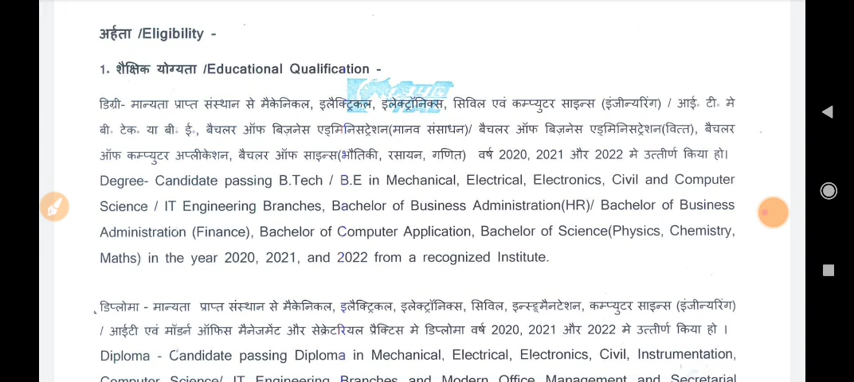 अर्हता /Eligibility -
1. शैक्षिक योग्यता /Educational Qualification -
डिग्री- मान्यता प्राप्त संस्थान से मैकेनिकल, इलैक्ट्रिकल, इलेक्ट्रॉनिक्स, सिविल एवं कम्प्युटर साइन्स (इंजीन्यरिंग) / आई. टी. मे
बी. टेक. या बी. ई., बैचलर ऑफ बिज़नेस एड्मिनिसट्रेशन(मानव संसाधन)/ बैचलर ऑफ बिज़नेस एड्मिनिसट्रेशन(वित्त), बैचलर
ऑफ कम्प्युटर अप्लीकेशन, बैचलर ऑफ साइन्स(भौतिकी, रसायन, गणित) वर्ष 2020, 2021 और 2022 मे उत्तीर्ण किया हो।
Degree- Candidate passing B.Tech / B.E in Mechanical, Electrical, Electronics, Civil and Computer
Science / IT Engineering Branches, Bachelor of Business Administration(HR)/ Bachelor of Business
Administration (Finance), Bachelor of Computer Application, Bachelor of Science(Physics, Chemistry,
Maths) in the year 2020, 2021, and 2022 from a recognized Institute.
डिप्लोमा - मान्यता प्राप्त संस्थान से मैकेनिकल, इलैक्ट्रिकल, इलेक्ट्रॉनिक्स, सिविल, इन्स्ट्रूमैनटेशन, कम्प्युटर साइन्स (इंजीन्यरिंग)
/ आईटी एवं मॉडर्न ऑफिस मैनेजमेंट और सेक्रेटरियल प्रैक्टिस मे डिप्लोमा वर्ष 2020, 2021 और 2022 मे उत्तीर्ण किया हो ।
Diploma - Candidate passing Diploma in Mechanical, Electrical, Electronics, Civil, Instrumentation,
Computer Science/ IT Engineering Branches and Modern Office Management and Secretarial